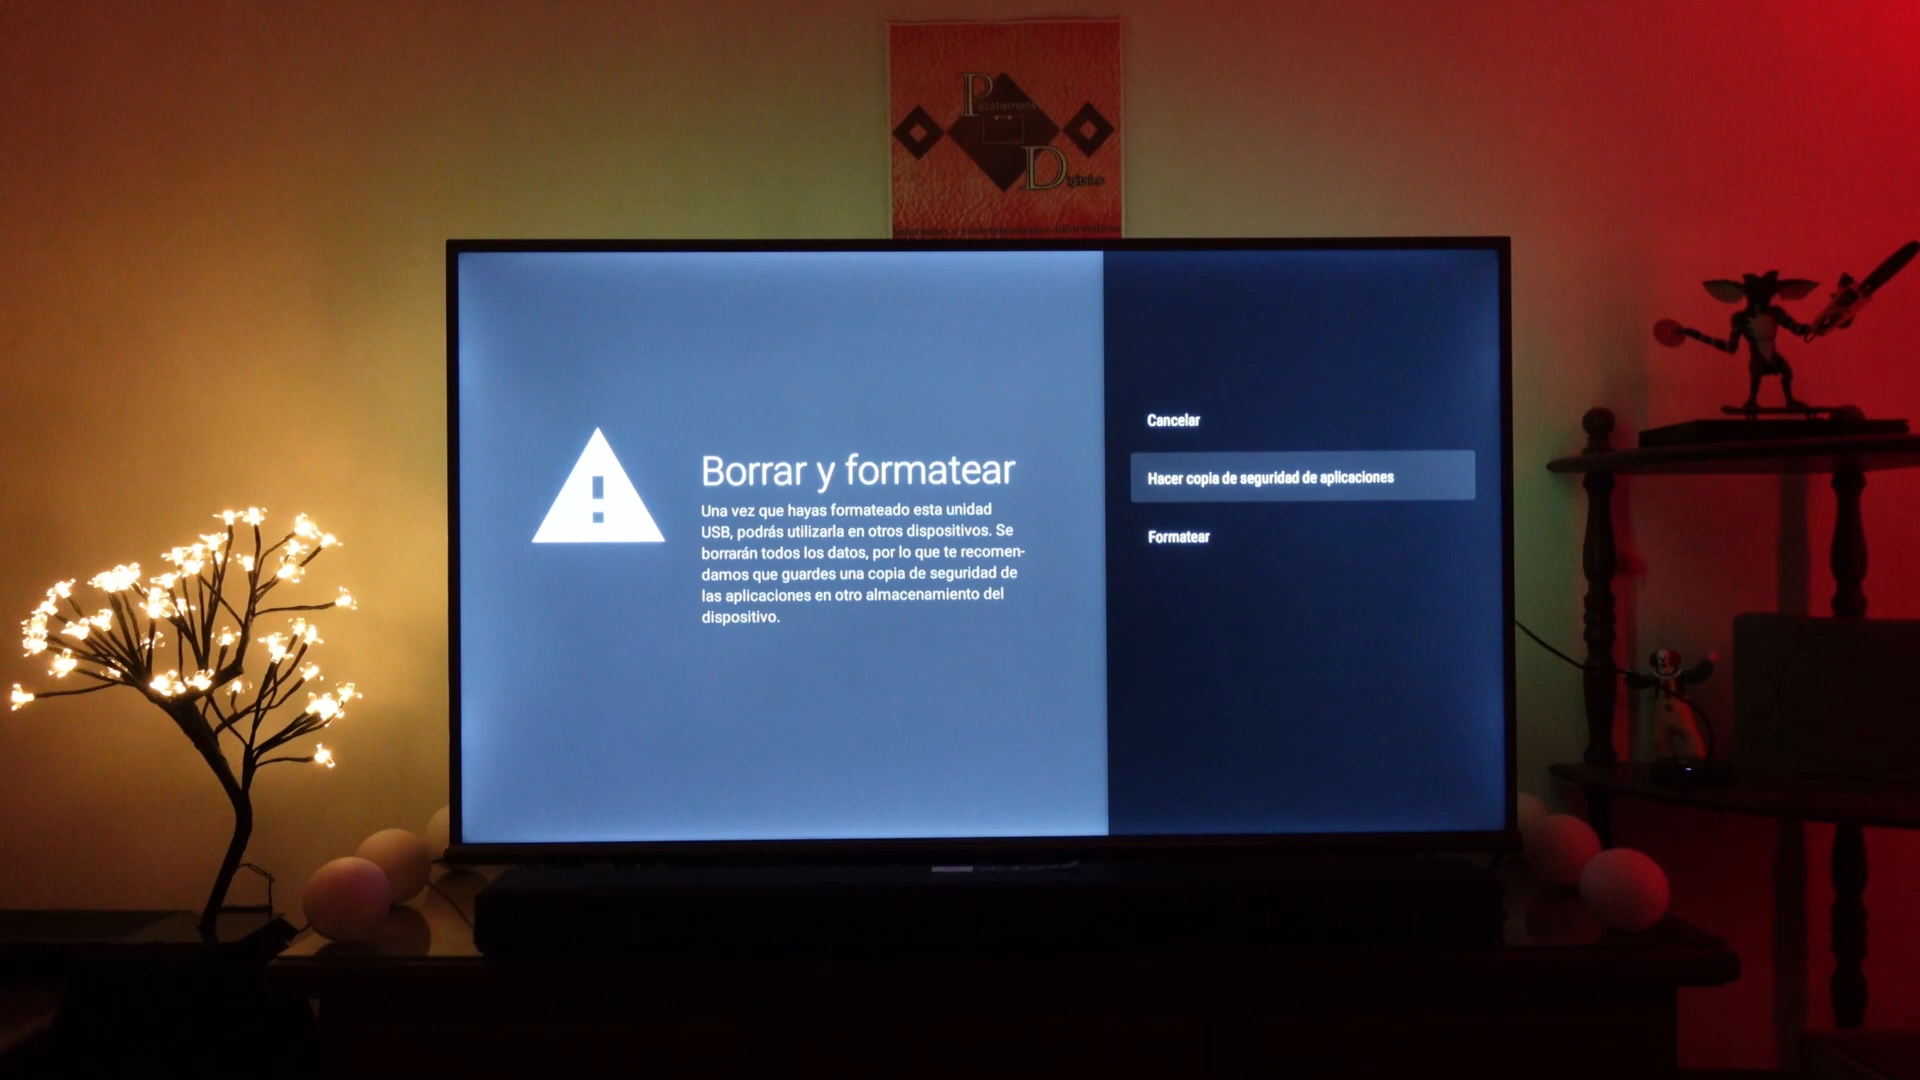 Pasatiempos
Digitales
Borrar y formatear
Una vez que hayas formateado esta unidad
USB, podrás utilizarla en otros dispositivos. Se
borrarán todos los datos, por lo que te recomen-
damos que guardes una copia de seguridad de
las aplicaciones en otro almacenamiento del
dispositivo.
Cancelar
Hacer copia de seguridad de aplicaciones
Formatear